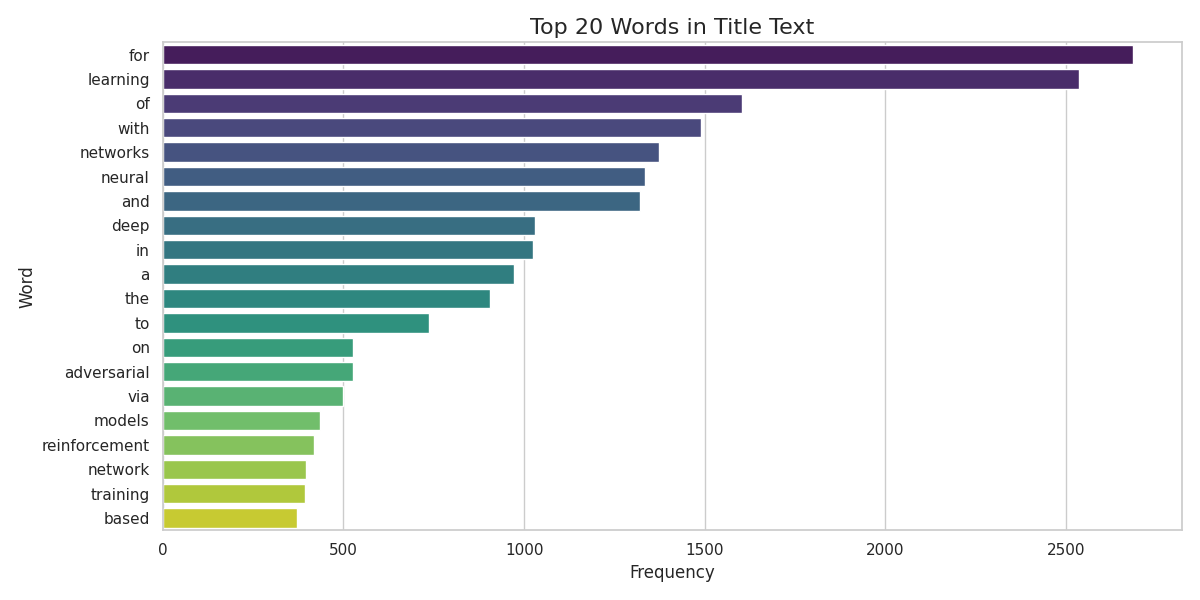 Top 20 Words in Title Text
for
learning
of
with
networks
neural
and
deep
in
a
the
to
on
adversarial
via
models
reinforcement
network
training
based
Word
0 500 1000 1500 2000 2500
Frequency